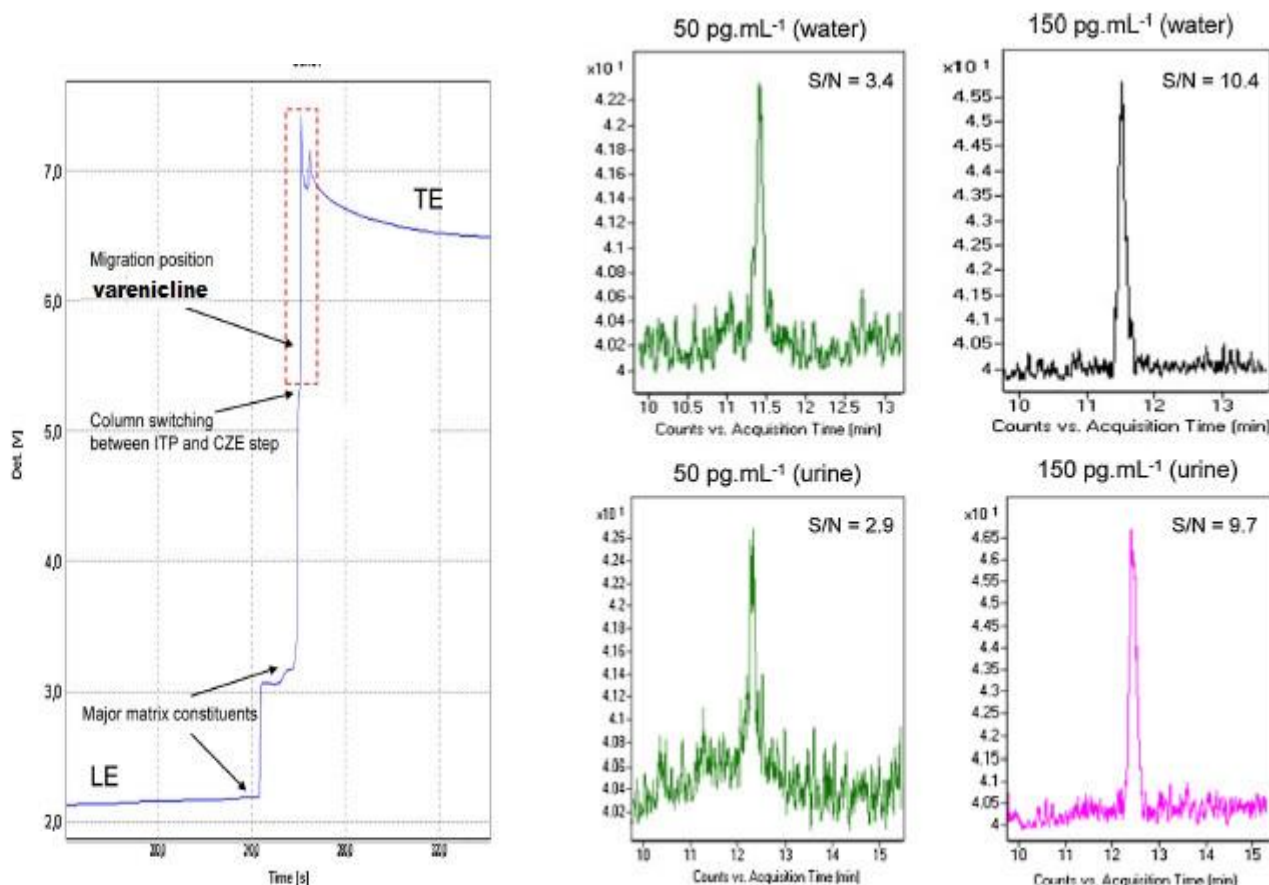 7,0
6,0
5,0
4,0
3,0
2,0
Det. [V]
TE
Migration position
varenicline
Column switching
between ITP and CZE step
Major matrix constituents
LE
Time [s]
50 pg.mL⁻¹ (water)
×10¹
S/N = 3.4
4.22
4.2
4.18
4.16
4.14
4.12
4.1
4.08
4.06
4.04
4.02
4
10 10.5 11 11.5 12 12.5 13
Counts vs. Acquisition Time (min)
150 pg.mL⁻¹ (water)
×10¹
S/N = 10.4
4.55
4.5
4.45
4.4
4.35
4.3
4.25
4.2
4.15
4.1
4.05
4
10 11 12 13
Counts vs. Acquisition Time (min)
50 pg.mL⁻¹ (urine)
×10¹
S/N = 2.9
4.26
4.24
4.22
4.2
4.18
4.16
4.14
4.12
4.1
4.08
4.06
4.04
4.02
10 11 12 13 14 15
Counts vs. Acquisition Time (min)
150 pg.mL⁻¹ (urine)
×10¹
S/N = 9.7
4.65
4.6
4.55
4.5
4.45
4.4
4.35
4.3
4.25
4.2
4.15
4.1
4.05
4
10 11 12 13 14 15
Counts vs. Acquisition Time (min)